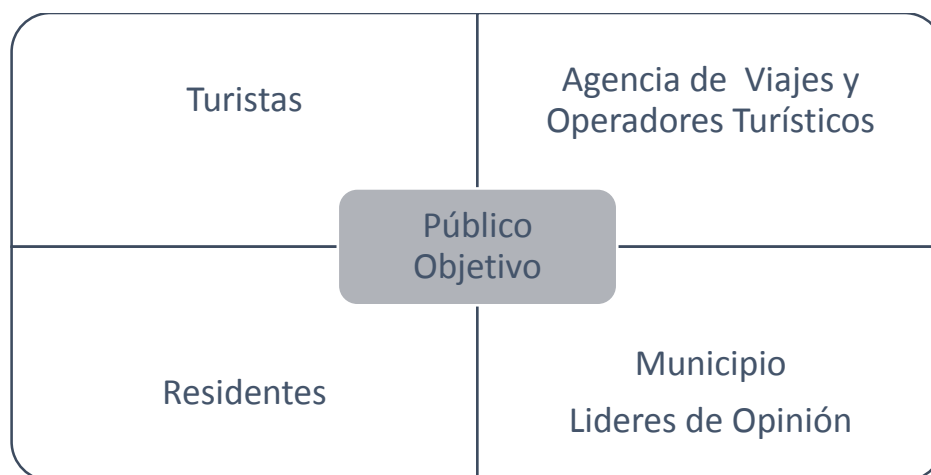 Turistas
Agencia de Viajes y
Operadores Turísticos
Público
Objetivo
Residentes
Municipio
Lideres de Opinión